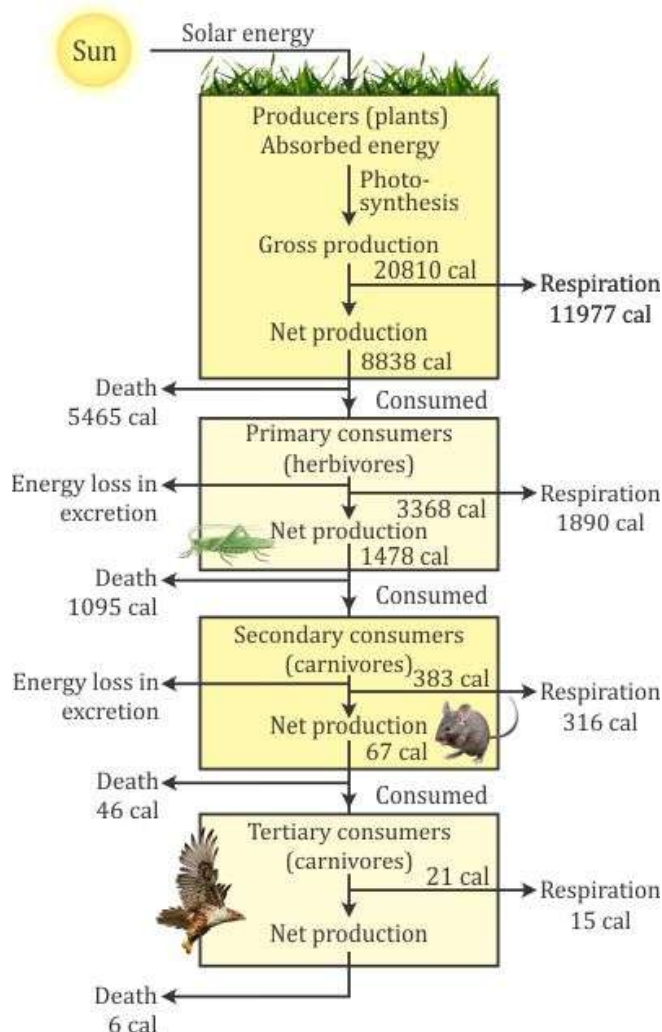 Solar energy
Sun
Producers (plants)
Absorbed energy
Photo-
synthesis
Gross production
20810 cal
Respiration
11977 cal
Net production
8838 cal
Death
5465 cal
Consumed
Primary consumers
(herbivores)
Energy loss in
excretion
3368 cal
Respiration
1890 cal
Net production
1478 cal
Death
1095 cal
Consumed
Secondary consumers
(carnivores)
383 cal
Energy loss in
excretion
Respiration
316 cal
Net production
67 cal
Death
46 cal
Consumed
Tertiary consumers
(carnivores)
21 cal
Respiration
15 cal
Net production
Death
6 cal